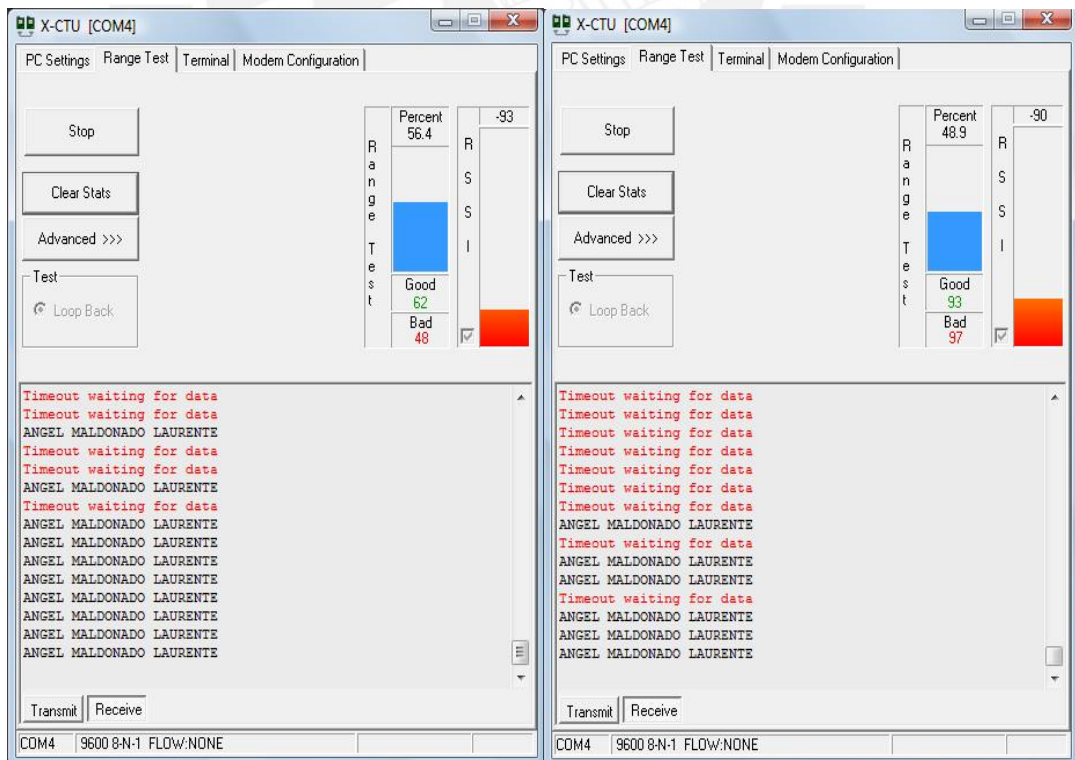 X-CTU [COM4]
PC Settings Range Test Terminal Modem Configuration
Stop
Clear Stats
Advanced >>>
Test
Loop Back
Range Test
Percent
56.4
Good
62
Bad
48
RSSI
-93
Timeout waiting for data
Timeout waiting for data
ANGEL MALDONADO LAURENTE
Timeout waiting for data
Timeout waiting for data
ANGEL MALDONADO LAURENTE
Timeout waiting for data
ANGEL MALDONADO LAURENTE
ANGEL MALDONADO LAURENTE
ANGEL MALDONADO LAURENTE
ANGEL MALDONADO LAURENTE
ANGEL MALDONADO LAURENTE
ANGEL MALDONADO LAURENTE
ANGEL MALDONADO LAURENTE
ANGEL MALDONADO LAURENTE
Transmit Receive
COM4 9600 8-N-1 FLOW:NONE
X-CTU [COM4]
PC Settings Range Test Terminal Modem Configuration
Stop
Clear Stats
Advanced >>>
Test
Loop Back
Range Test
Percent
48.9
Good
93
Bad
97
RSSI
-90
Timeout waiting for data
Timeout waiting for data
Timeout waiting for data
Timeout waiting for data
Timeout waiting for data
Timeout waiting for data
Timeout waiting for data
ANGEL MALDONADO LAURENTE
Timeout waiting for data
ANGEL MALDONADO LAURENTE
ANGEL MALDONADO LAURENTE
Timeout waiting for data
ANGEL MALDONADO LAURENTE
ANGEL MALDONADO LAURENTE
ANGEL MALDONADO LAURENTE
Transmit Receive
COM4 9600 8-N-1 FLOW:NONE